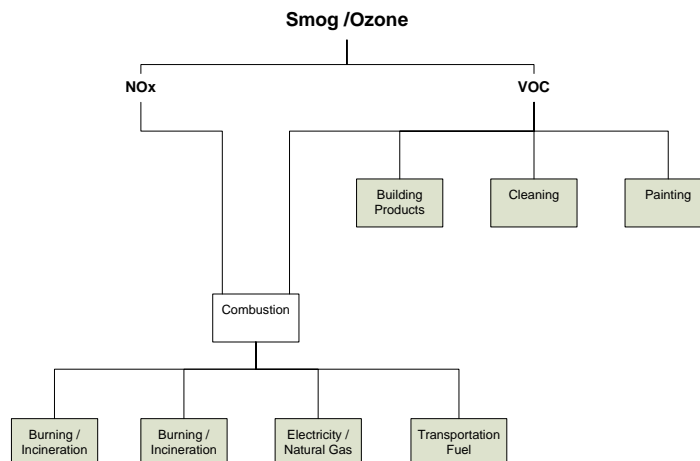 Smog /Ozone
NOx
VOC
Building
Products
Cleaning
Painting
Combustion
Burning /
Incineration
Burning /
Incineration
Electricity /
Natural Gas
Transportation
Fuel